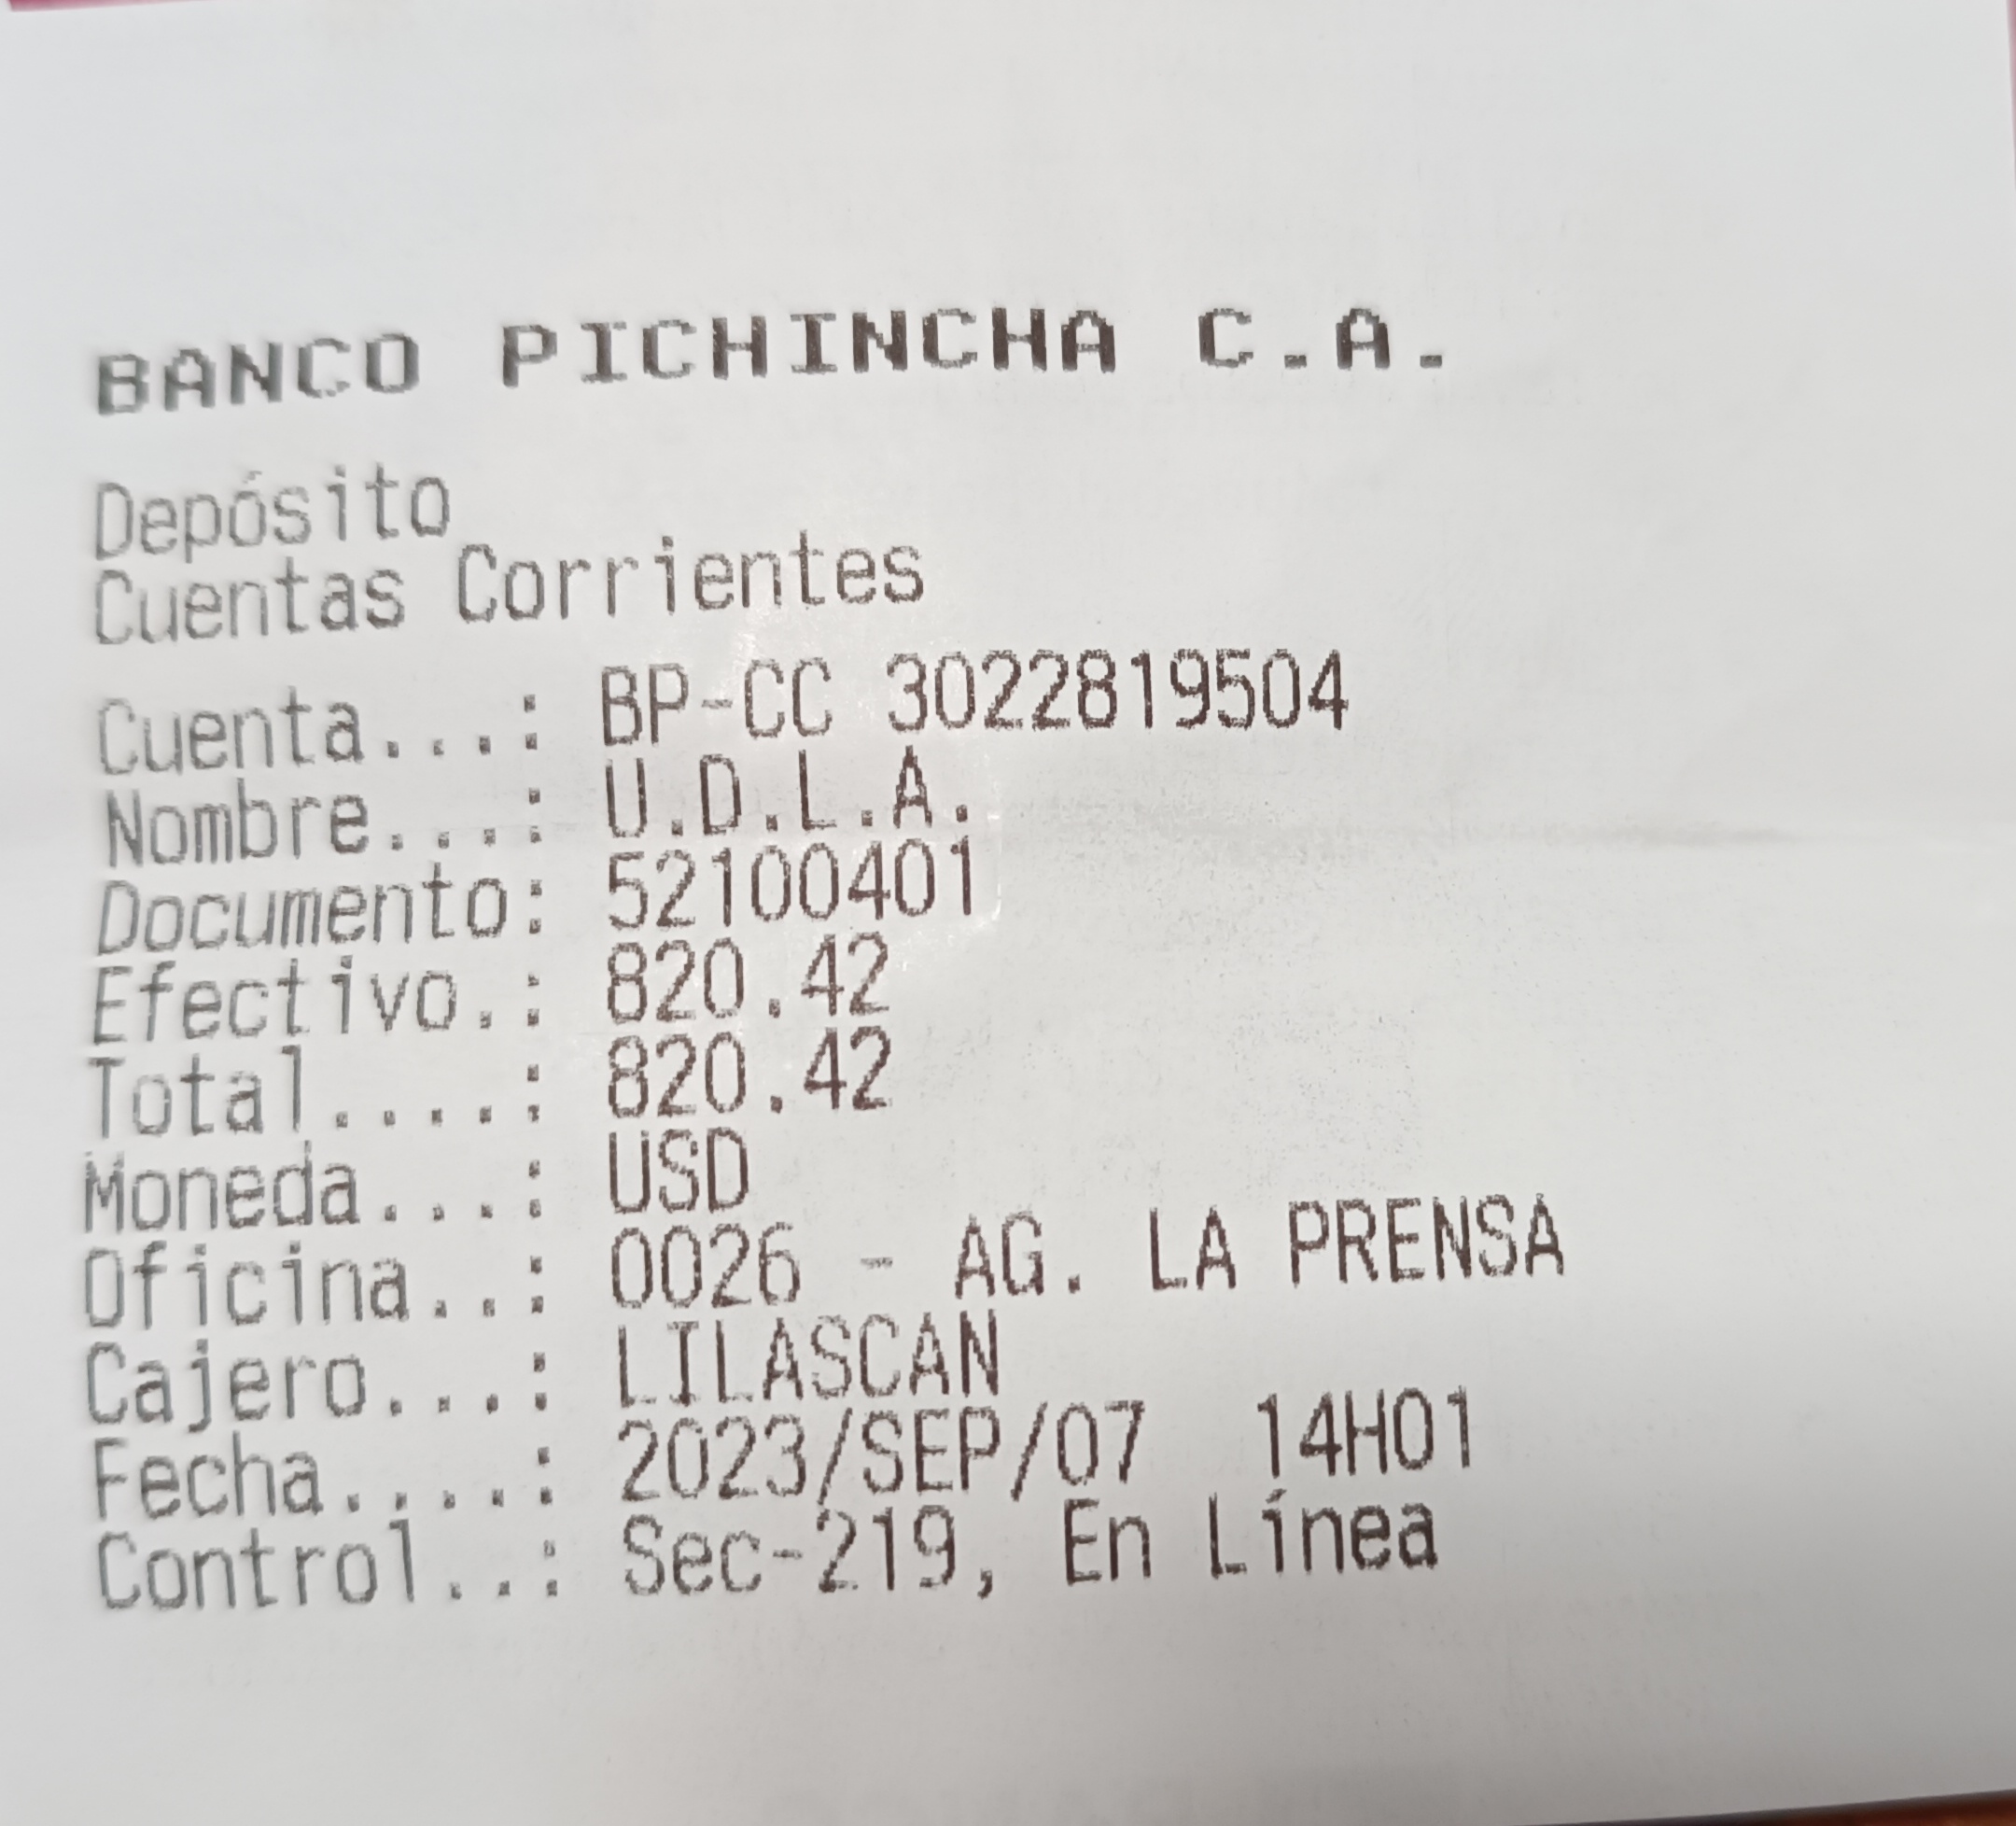 BANCO PICHINCHA C.A.
Depósito
Cuentas Corrientes
Cuenta...: BP-CC 3022819504
Nombre...: U.D.L.A.
Documento: 52100401
Efectivo.: 820.42
Total....: 820.42
Moneda...: USD
Oficina..: 0026 - AG. LA PRENSA
Cajero...: LILASCAN
Fecha....: 2023/SEP/07 14H01
Control..: Sec-219, En Línea